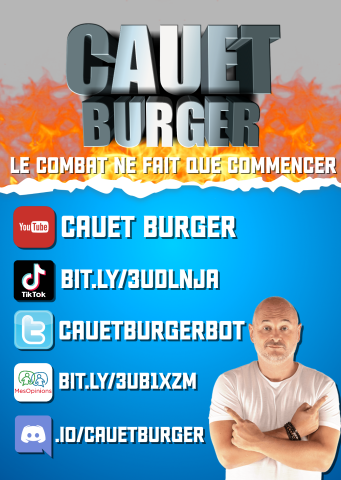 CAUET
BURGER
LE COMBAT NE FAIT QUE COMMENCER
YouTube
CAUET BURGER
TikTok
BIT.LY/3UOLNJA
CAUETBURGERBOT
MesOpinions
BIT.LY/3UB1XZM
.IO/CAUETBURGER